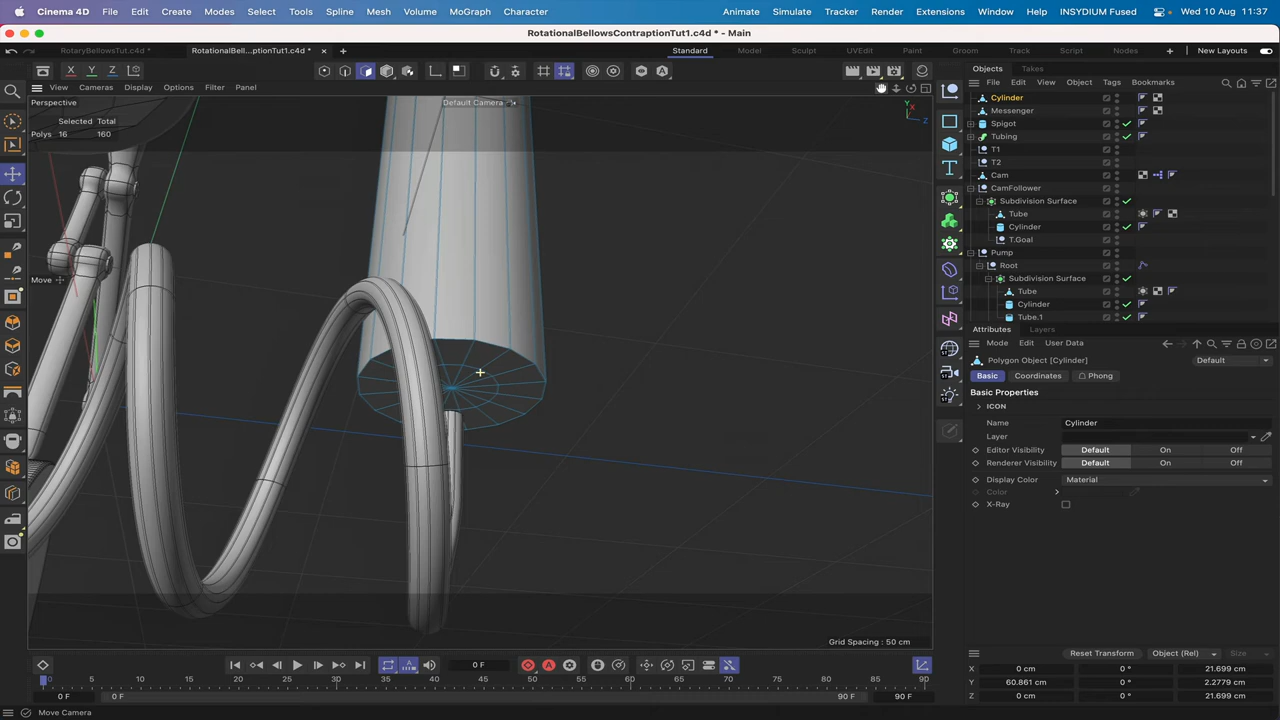 Cinema 4D File Edit Create Modes Select Tools Spline Mesh Volume MoGraph Character Animate Simulate Tracker Render Extensions Window Help INSYDIUM Fused Wed 10 Aug 11:37
RotationalBellowsContraptionTut1.c4d * - Main
RotaryBellowsTut.c4d * RotationalBell...ptionTut1.c4d * Standard Model Sculpt UVEdit Paint Groom Track Script Nodes New Layouts
X Y Z
View Cameras Display Options Filter Panel
Perspective Default Camera
Selected Total
Polys 16 160
Y X Z
Move
Grid Spacing : 50 cm
Objects Takes
File Edit View Object Tags Bookmarks
Cylinder
Messenger
Spigot
Tubing
T1
T2
Cam
CamFollower
Subdivision Surface
Tube
Cylinder
T.Goal
Pump
Root
Subdivision Surface
Tube
Cylinder
Tube.1
Attributes Layers
Mode Edit User Data
Polygon Object [Cylinder] Default
Basic Coordinates Phong
Basic Properties
ICON
Name Cylinder
Layer
Editor Visibility Default On Off
Renderer Visibility Default On Off
Display Color Material
Color
X-Ray
Reset Transform Object (Rel) Size
X 0 cm 0 ° 21.699 cm
Y 60.861 cm 0 ° 2.2779 cm
Z 0 cm 0 ° 21.699 cm
0 F
0 5 10 15 20 25 30 35 40 45 50 55 60 65 70 75 80 85 90
0 F 0 F 90 F 90 F
Move Camera